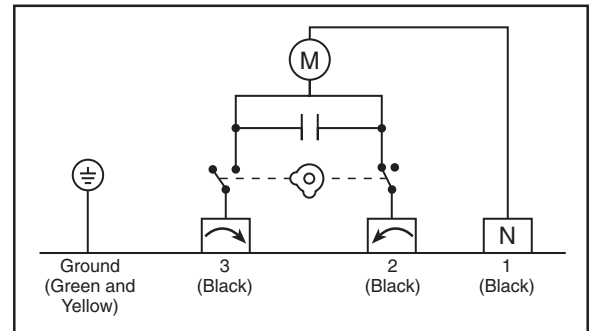 M
N
Ground
(Green and
Yellow)
3
(Black)
2
(Black)
1
(Black)